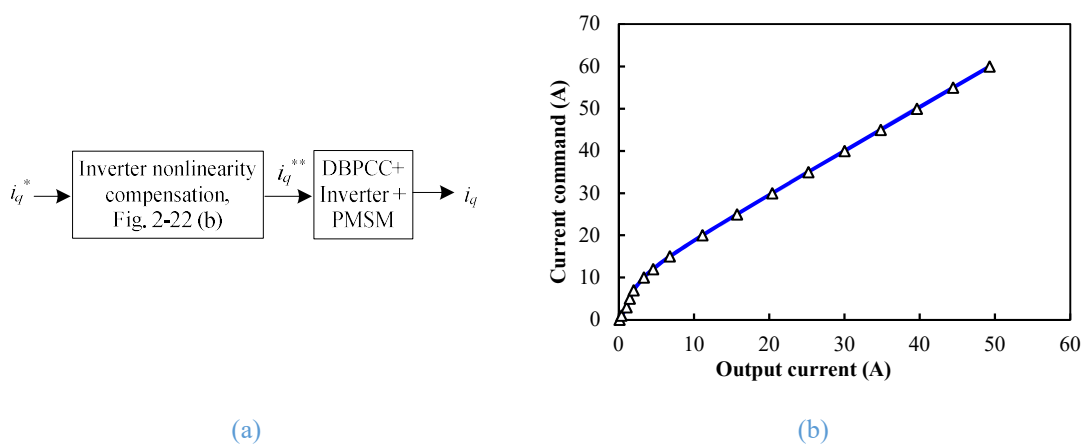 i_q^*
Inverter nonlinearity
compensation,
Fig. 2-22 (b)
i_q^{**}
DBPCC+
Inverter +
PMSM
i_q
(a)
Current command (A)
70
60
50
40
30
20
10
0
0 10 20 30 40 50 60
Output current (A)
(b)